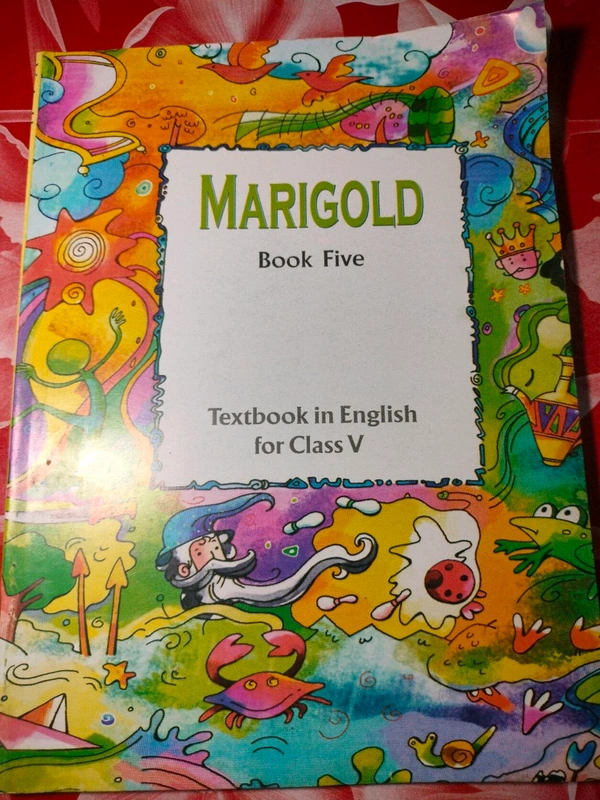 MARIGOLD
Book Five
Textbook in English
for Class V